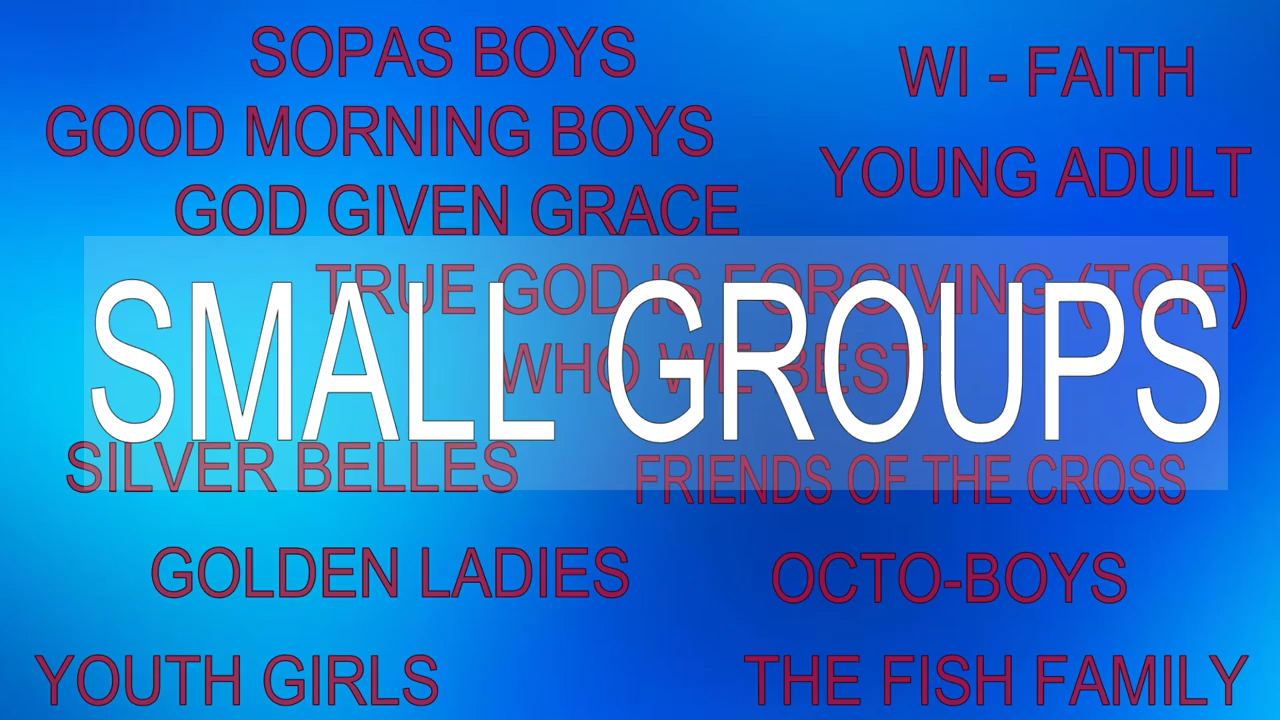 SOPAS BOYS
WI - FAITH
GOOD MORNING BOYS
YOUNG ADULT
GOD GIVEN GRACE
TRUE GOD IS FORGIVING (TGIF)
SMALL GROUPS
WHO WE BEST
SILVER BELLES
FRIENDS OF THE CROSS
GOLDEN LADIES
OCTO-BOYS
YOUTH GIRLS
THE FISH FAMILY